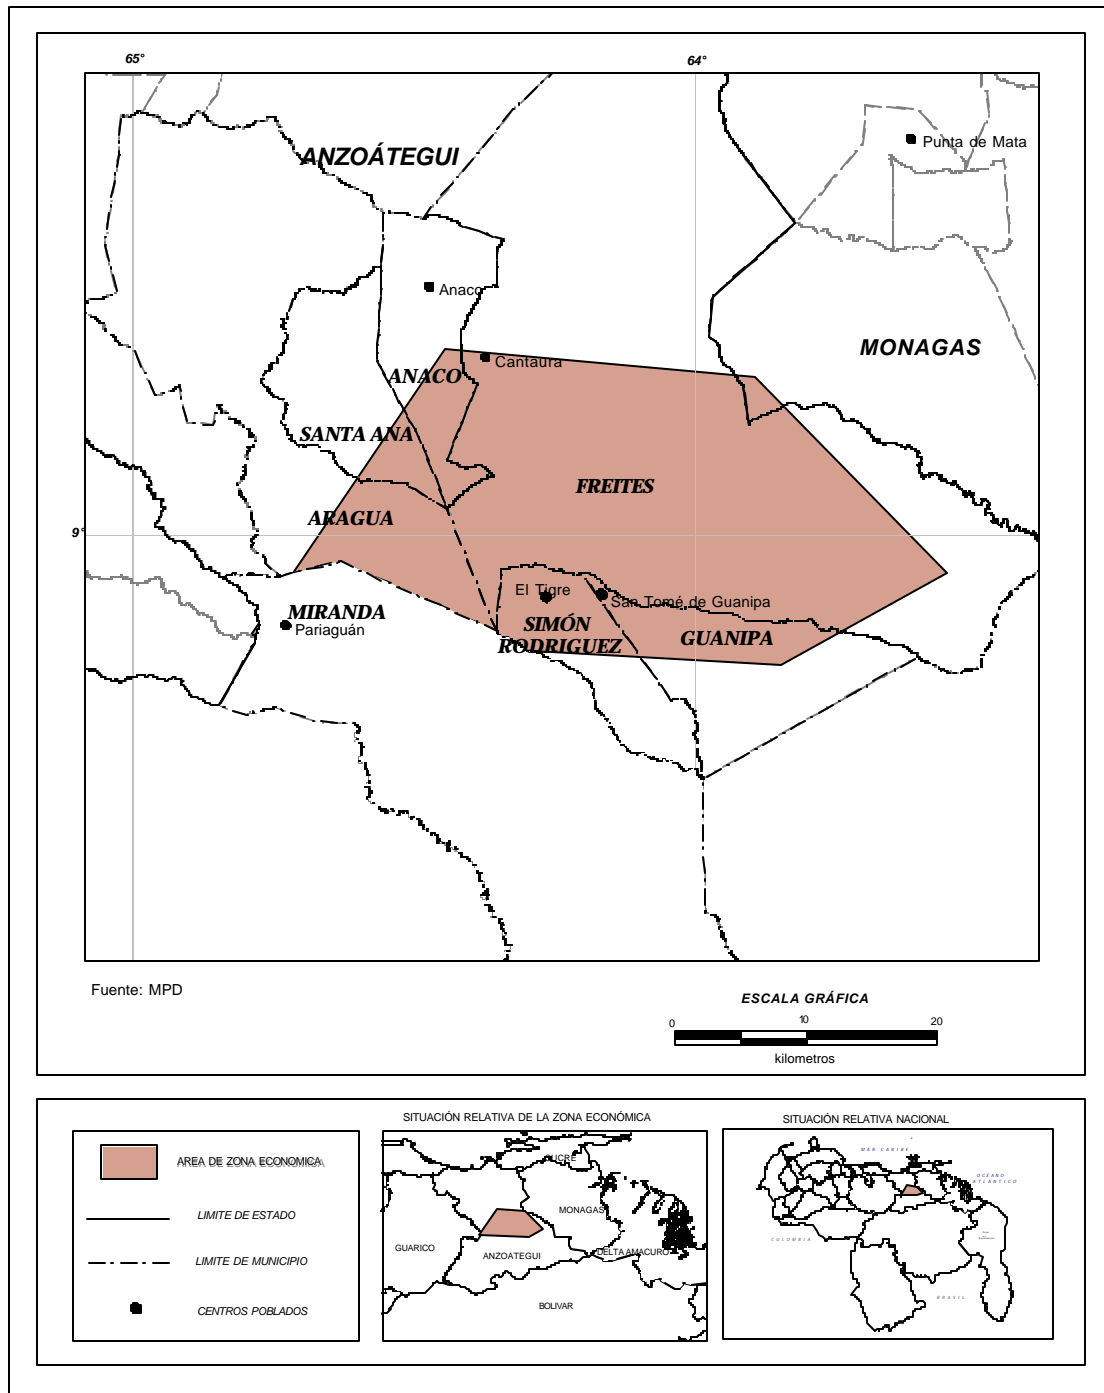 65°
64°
ANZOÁTEGUI
Punta de Mata
Anaco
MONAGAS
Cantaura
ANACO
SANTA ANA
FREITES
ARAGUA
9°
El Tigre
San Tomé de Guanipa
MIRANDA
SIMÓN
RODRIGUEZ
GUANIPA
Pariaguán
Fuente: MPD
ESCALA GRÁFICA
0 10 20
kilometros
SITUACIÓN RELATIVA DE LA ZONA ECONÓMICA
SITUACIÓN RELATIVA NACIONAL
AREA DE ZONA ECONOMICA
LIMITE DE ESTADO
LIMITE DE MUNICIPIO
CENTROS POBLADOS
SUCRE
MONAGAS
GUARICO
ANZOATEGUI
DELTA AMACURO
BOLIVAR
MAR CARIBE
OCÉANO
ATLÁNTICO
COLOMBIA
BRASIL